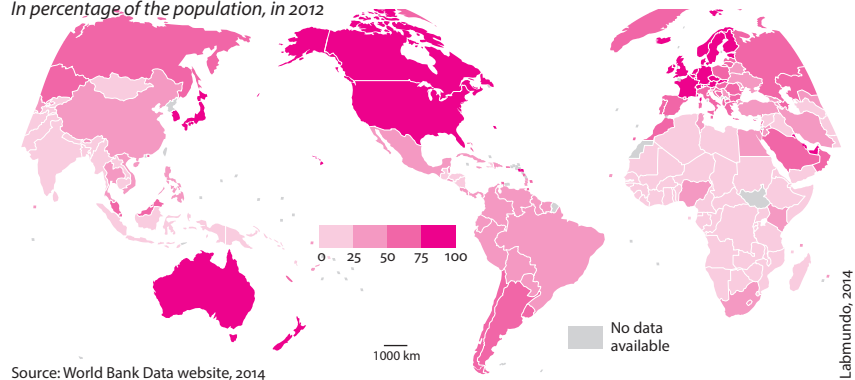 In percentage of the population, in 2012
0 25 50 75 100
No data
available
1000 km
Source: World Bank Data website, 2014
Labmundo, 2014